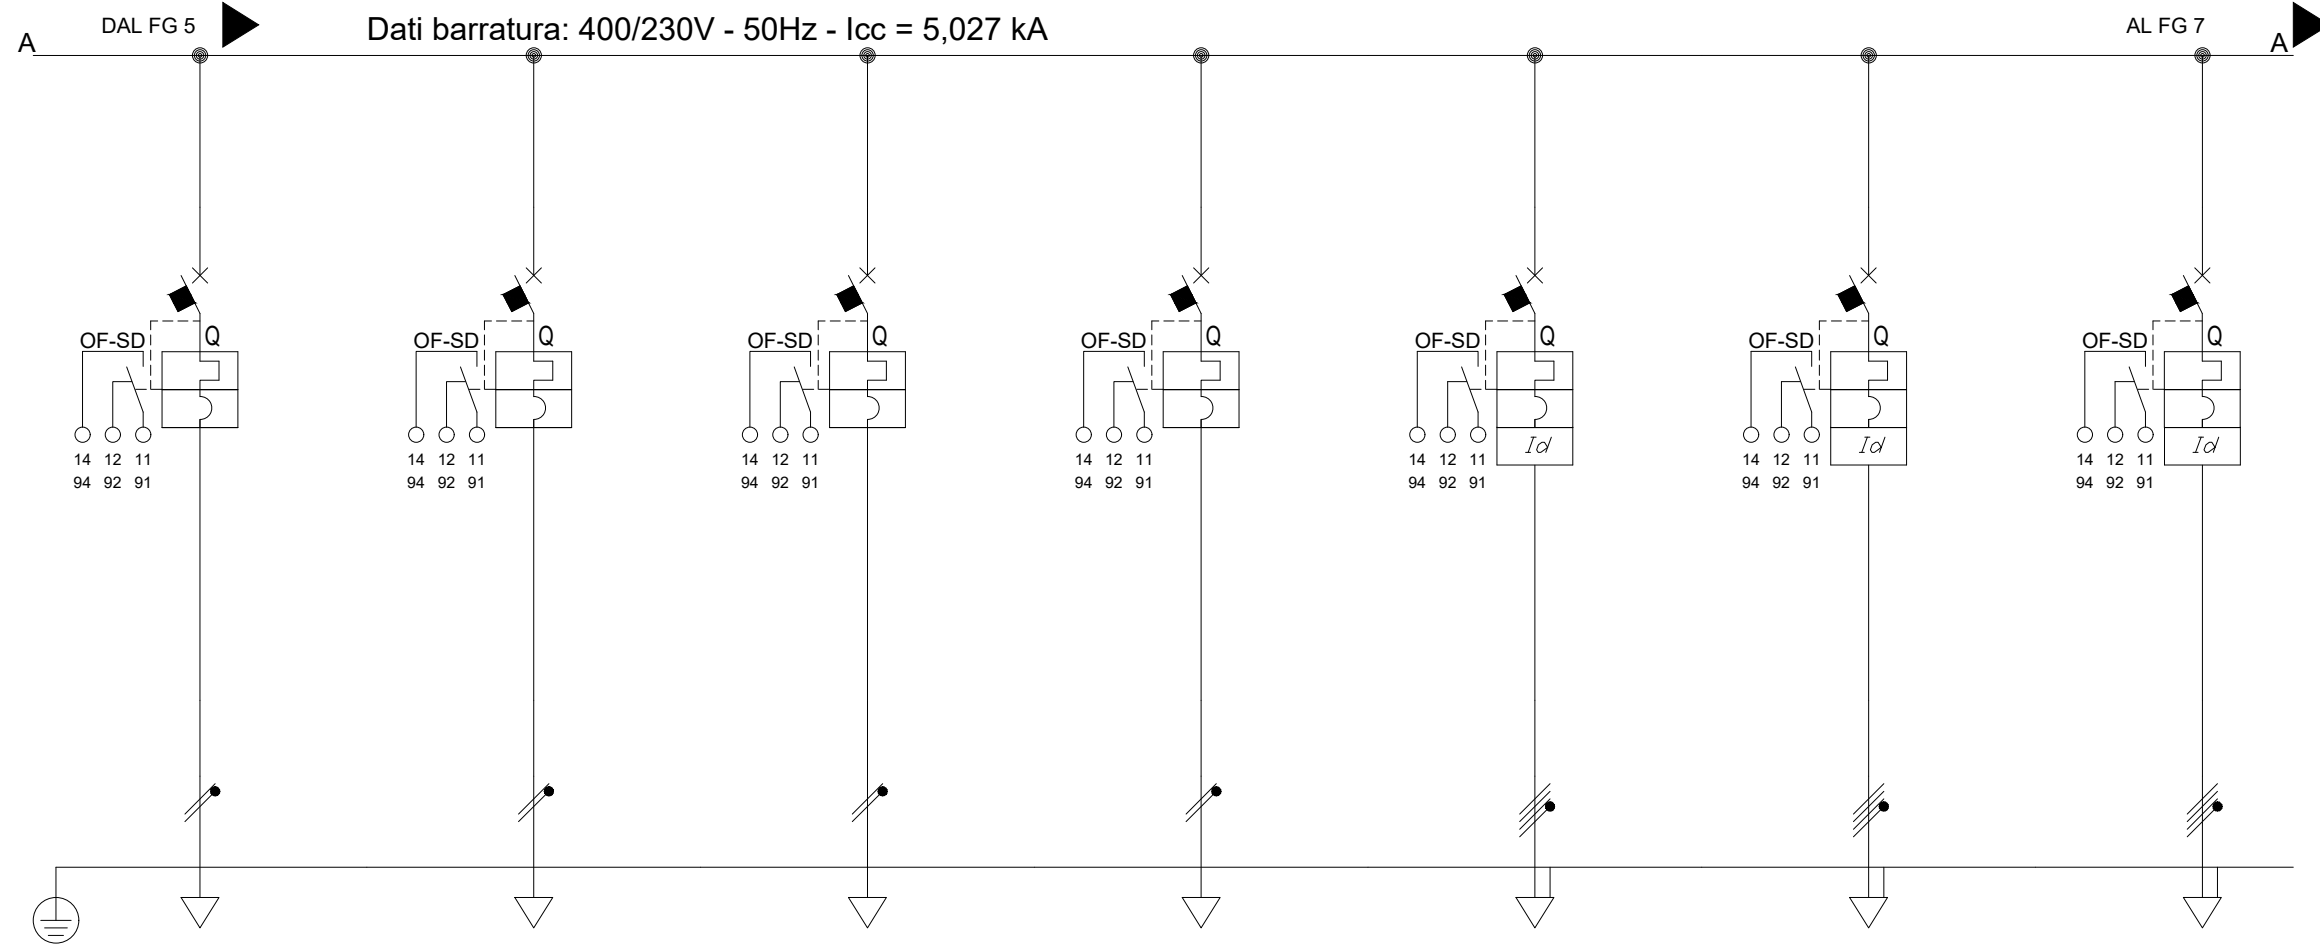 A DAL FG 5 Dati barratura: 400/230V - 50Hz - Icc = 5,027 kA AL FG 7 A
Q Q Q Q Q Q Q
OF-SD OF-SD OF-SD OF-SD OF-SD OF-SD OF-SD
Id Id Id
14 12 11 14 12 11 14 12 11 14 12 11 14 12 11 14 12 11 14 12 11
94 92 91 94 92 91 94 92 91 94 92 91 94 92 91 94 92 91 94 92 91